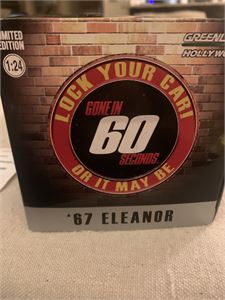 LIMITED
EDITION
1:24
GREENL
HOLLYW
LOCK YOUR CAR!
GONE IN
60
SECONDS
OR IT MAY BE
'67 ELEANOR